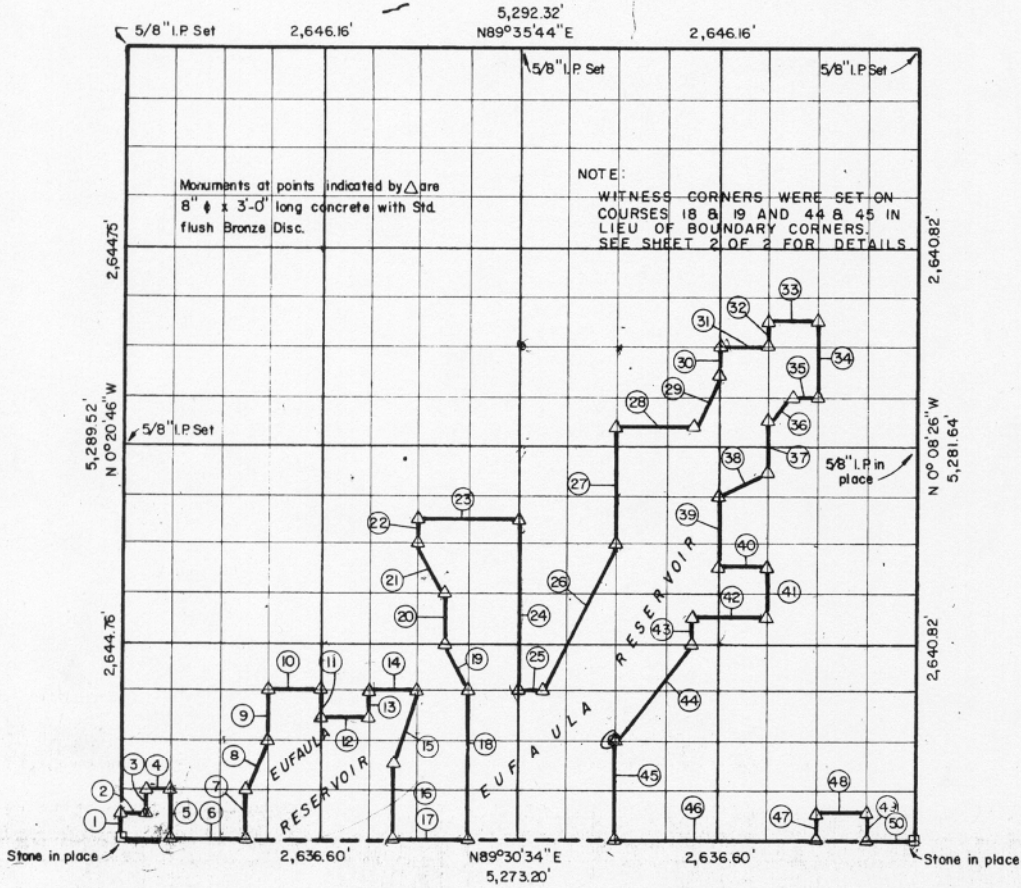 5,292.32'
5/8" I.P. Set
2,646.16'
N89°35'44"E
2,646.16'
5/8" I.P. Set
5/8" I.P. Set
Monuments at points indicated by △ are
8" ϕ x 3'-0" long concrete with Std.
flush Bronze Disc.
NOTE:
WITNESS CORNERS WERE SET ON
COURSES 18 & 19 AND 44 & 45 IN
LIEU OF BOUNDARY CORNERS.
SEE SHEET 2 OF 2 FOR DETAILS.
2,644.75
2,640.82'
5,289.52'
N 0°20'46"W
5/8" I.P. Set
5/8" I.P. in
place
N 0°08'26"W
5,281.64'
2,644.76'
2,640.82'
33
32
31
34
30
35
29
28
36
37
38
27
23
39
22
40
26
21
41
42
20
24
43
19
25
10
11
14
44
9
13
12
15
8
18
45
3
4
48
2
7
16
1
5
6
17
46
47
49
50
EUFAULA
RESERVOIR
EUFAULA RESERVOIR
Stone in place
2,636.60'
N89°30'34"E
2,636.60'
Stone in place
5,273.20'